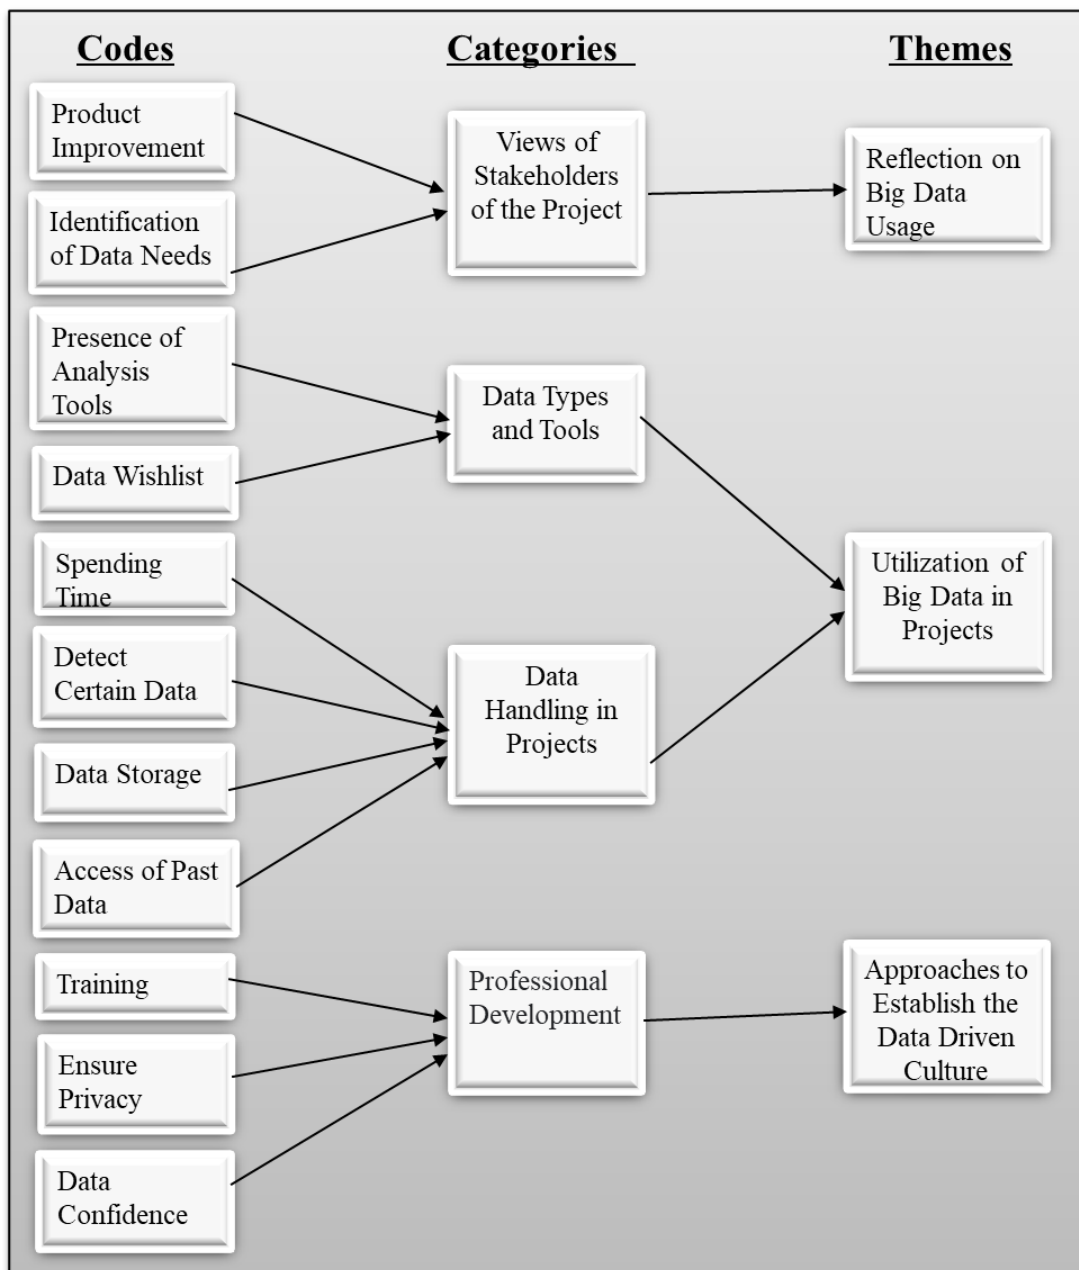 Codes
Categories
Themes
Product
Improvement
Identification
of Data Needs
Presence of
Analysis
Tools
Data Wishlist
Spending
Time
Detect
Certain Data
Data Storage
Access of Past
Data
Training
Ensure
Privacy
Data
Confidence
Views of
Stakeholders
of the Project
Data Types
and Tools
Data
Handling in
Projects
Professional
Development
Reflection on
Big Data
Usage
Utilization of
Big Data in
Projects
Approaches to
Establish the
Data Driven
Culture